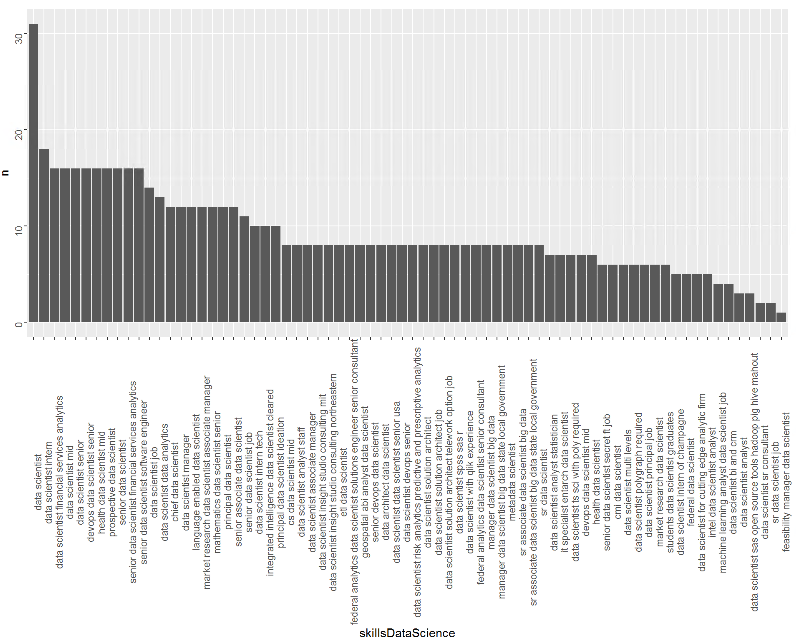 30
20
10
0
n
data scientist
data scientist intern
data scientist financial services analytics
data scientist mid
data scientist senior
devops data scientist senior
health data scientist mid
prospective data scientist
senior data scientist
senior data scientist financial services analytics
senior data scientist software engineer
data scientist job
data scientist data analytics
chief data scientist
data scientist manager
language enabled data scientist
market research data scientist associate manager
mathematics data scientist senior
principal data scientist
senior associate data scientist
senior data scientist job
data scientist intern tech
integrated intelligence data scientist cleared
principal data scientist ideation
cs data scientist mid
data scientist analyst staff
data scientist associate manager
data scientist insight studio consulting mit
data scientist insight studio consulting northeastern
etl data scientist
federal analytics data scientist solutions engineer senior consultant
geospatial abi analyst data scientist
senior devops data scientist
data architect data scientist
data scientist data scientist senior usa
data scientist develope senior
data scientist risk analytics predictive and prescriptive analytics
data scientist solution architect
data scientist solution architect job
data scientist solution architect telework option job
data scientist spss sas r
data scientist with qlik experience
federal analytics data scientist senior consultant
manager data scientist big data
manager data scientist big data state local government
metadata scientist
sr associate data scientist big data
sr associate data scientist big data state local government
sr data scientist
data scientist analyst statistician
it specialist entarch data scientist
data scientist ts sci with poly required
devops data scientist mid
health data scientist
senior data scientist secret ft job
cmi data scientist
data scientist multi levels
data scientist polygraph required
data scientist principal job
market research data scientist
students data scientist graduates
data scientist intern of champagne
federal data scientist
data scientist for cutting edge analytic firm
intel data scientist analyst
machine learning analyst data scientist job
data scientist bi and crm
data scientist analyst
data scientist sas open source tools hadoop pig hive mahout
data scientist sr consultant
sr data scientist job
feasibility manager data scientist
skillsDataScience